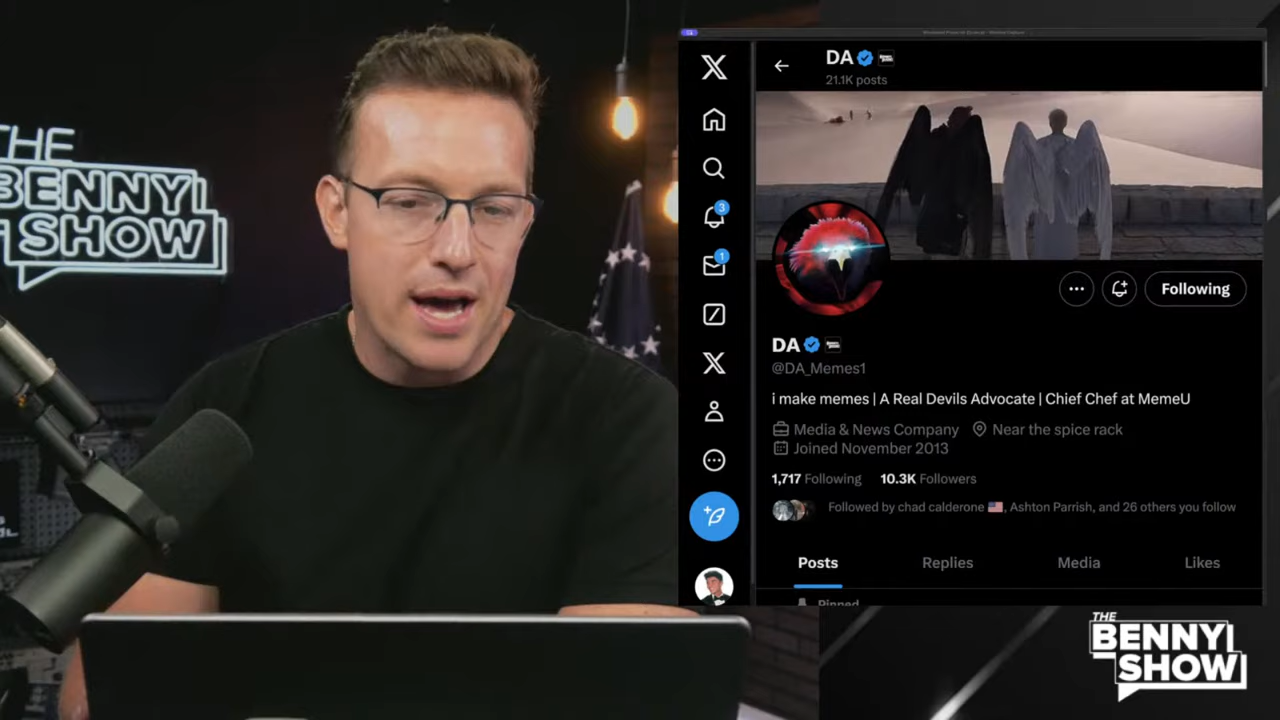 THE
BENNY
SHOW
DA
21.1K posts
3
1
Following
DA
@DA_Memes1
i make memes | A Real Devils Advocate | Chief Chef at MemeU
Media & News Company Near the spice rack
Joined November 2013
1,717 Following 10.3K Followers
Followed by chad calderone 🇺🇸, Ashton Parrish, and 26 others you follow
Posts Replies Media Likes
Pinned
THE
BENNY
SHOW